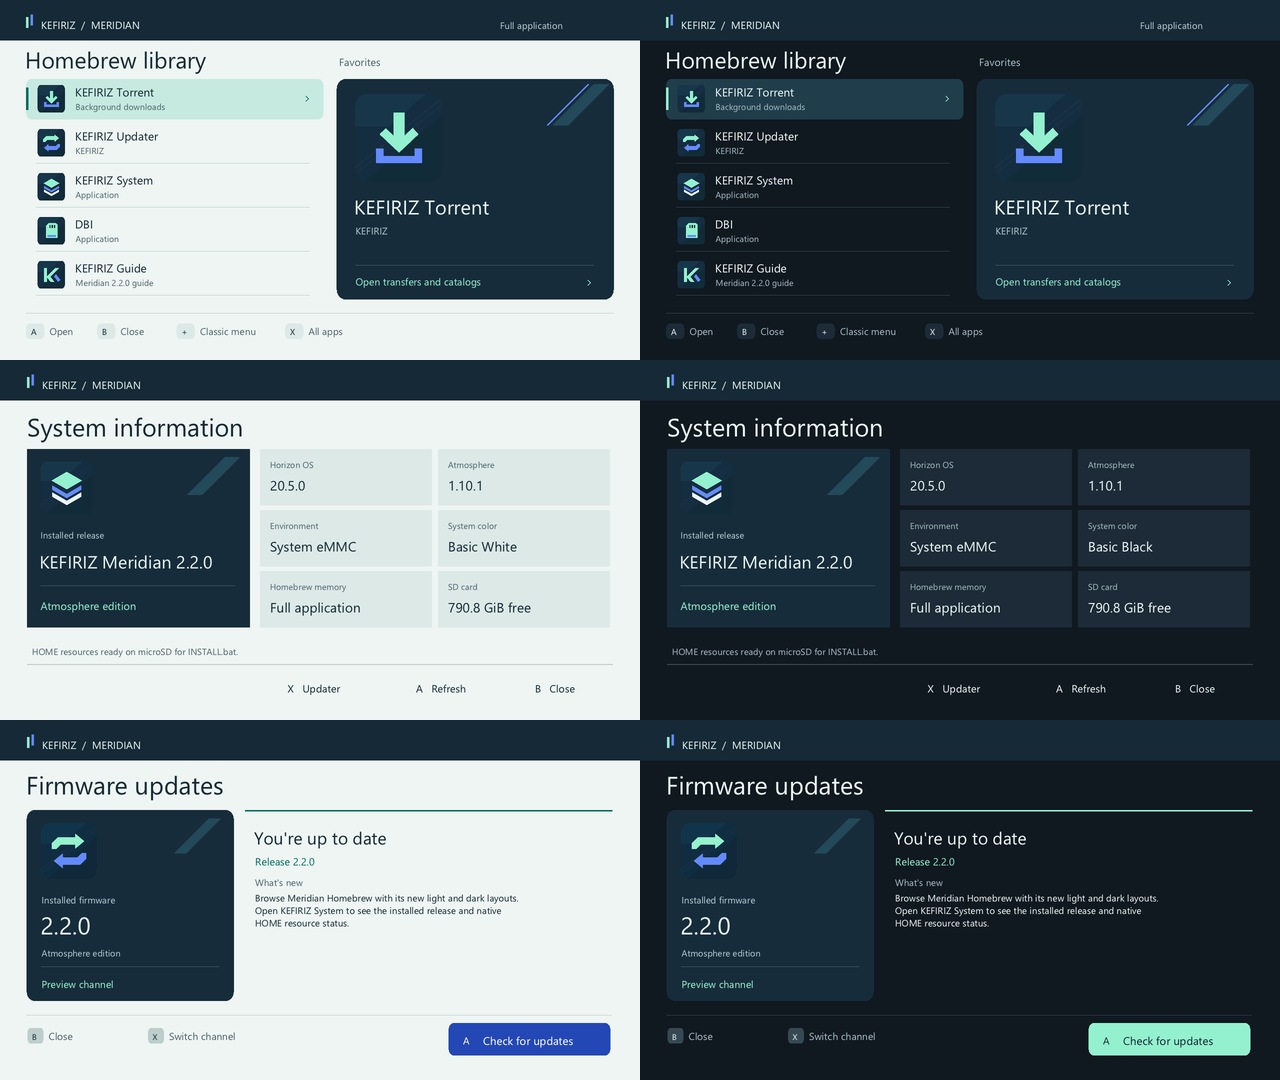 KEFIRIZ / MERIDIAN
Full application
Homebrew library
Favorites
KEFIRIZ Torrent
Background downloads
KEFIRIZ Updater
KEFIRIZ
KEFIRIZ System
Application
DBI
Application
KEFIRIZ Guide
Meridian 2.2.0 guide
KEFIRIZ Torrent
KEFIRIZ
Open transfers and catalogs
A Open B Close + Classic menu X All apps
KEFIRIZ / MERIDIAN
Full application
Homebrew library
Favorites
KEFIRIZ Torrent
Background downloads
KEFIRIZ Updater
KEFIRIZ
KEFIRIZ System
Application
DBI
Application
KEFIRIZ Guide
Meridian 2.2.0 guide
KEFIRIZ Torrent
KEFIRIZ
Open transfers and catalogs
A Open B Close + Classic menu X All apps
KEFIRIZ / MERIDIAN
System information
Installed release
KEFIRIZ Meridian 2.2.0
Atmosphere edition
Horizon OS
20.5.0
Atmosphere
1.10.1
Environment
System eMMC
System color
Basic White
Homebrew memory
Full application
SD card
790.8 GiB free
HOME resources ready on microSD for INSTALL.bat.
X Updater A Refresh B Close
KEFIRIZ / MERIDIAN
System information
Installed release
KEFIRIZ Meridian 2.2.0
Atmosphere edition
Horizon OS
20.5.0
Atmosphere
1.10.1
Environment
System eMMC
System color
Basic Black
Homebrew memory
Full application
SD card
790.8 GiB free
HOME resources ready on microSD for INSTALL.bat.
X Updater A Refresh B Close
KEFIRIZ / MERIDIAN
Firmware updates
Installed firmware
2.2.0
Atmosphere edition
Preview channel
You're up to date
Release 2.2.0
What's new
Browse Meridian Homebrew with its new light and dark layouts.
Open KEFIRIZ System to see the installed release and native
HOME resource status.
B Close X Switch channel A Check for updates
KEFIRIZ / MERIDIAN
Firmware updates
Installed firmware
2.2.0
Atmosphere edition
Preview channel
You're up to date
Release 2.2.0
What's new
Browse Meridian Homebrew with its new light and dark layouts.
Open KEFIRIZ System to see the installed release and native
HOME resource status.
B Close X Switch channel A Check for updates